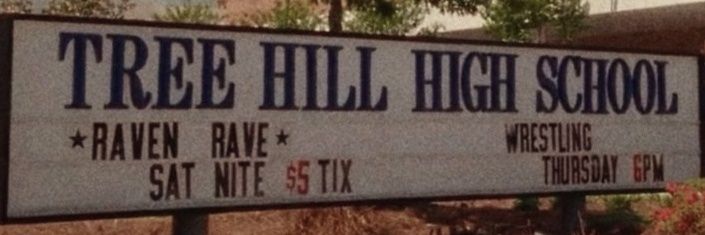 TREE HILL HIGH SCHOOL
★RAVEN RAVE★
SAT NITE $5 TIX
WRESTLING
THURSDAY 6PM